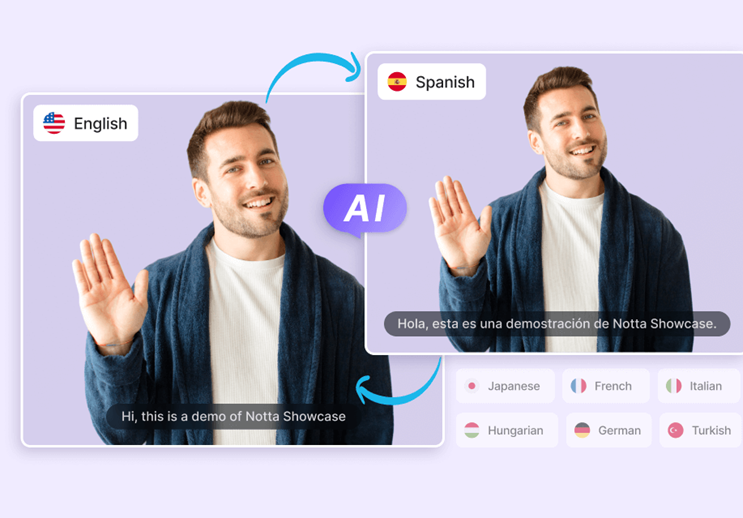 English
Hi, this is a demo of Notta Showcase
AI
Spanish
Hola, esta es una demostración de Notta Showcase.
Japanese
French
Italian
Hungarian
German
Turkish